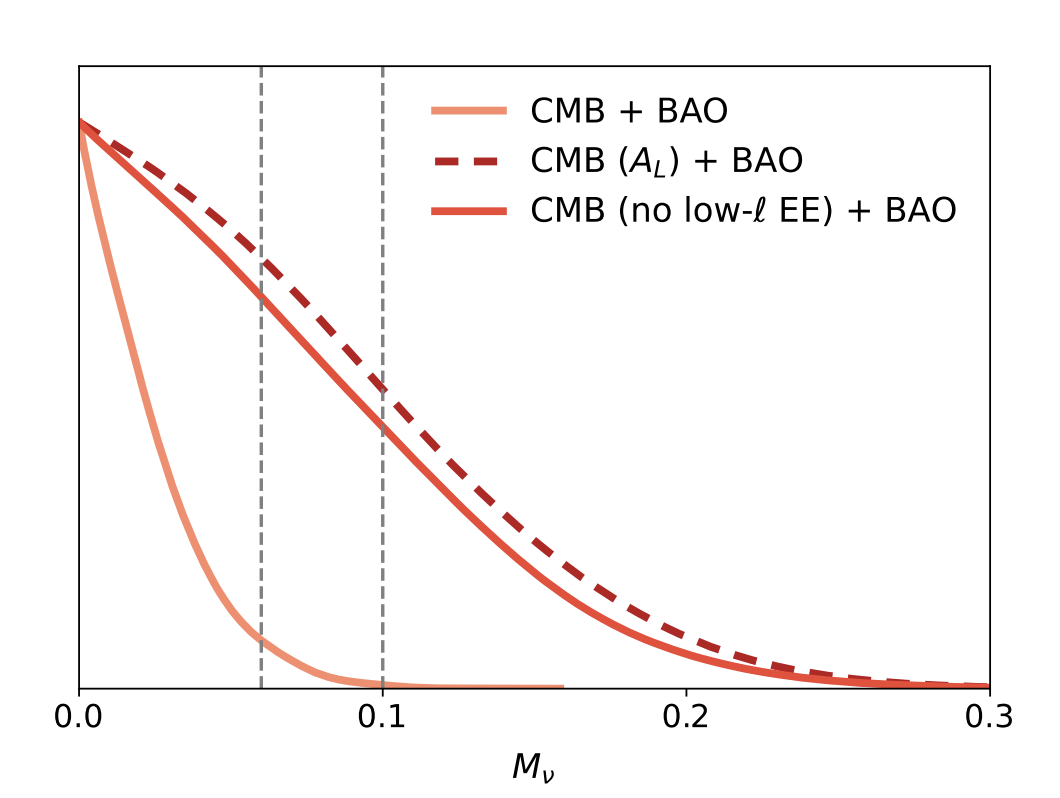 CMB + BAO
CMB (A_L) + BAO
CMB (no low-ℓ EE) + BAO
0.0 0.1 0.2 0.3
M_ν